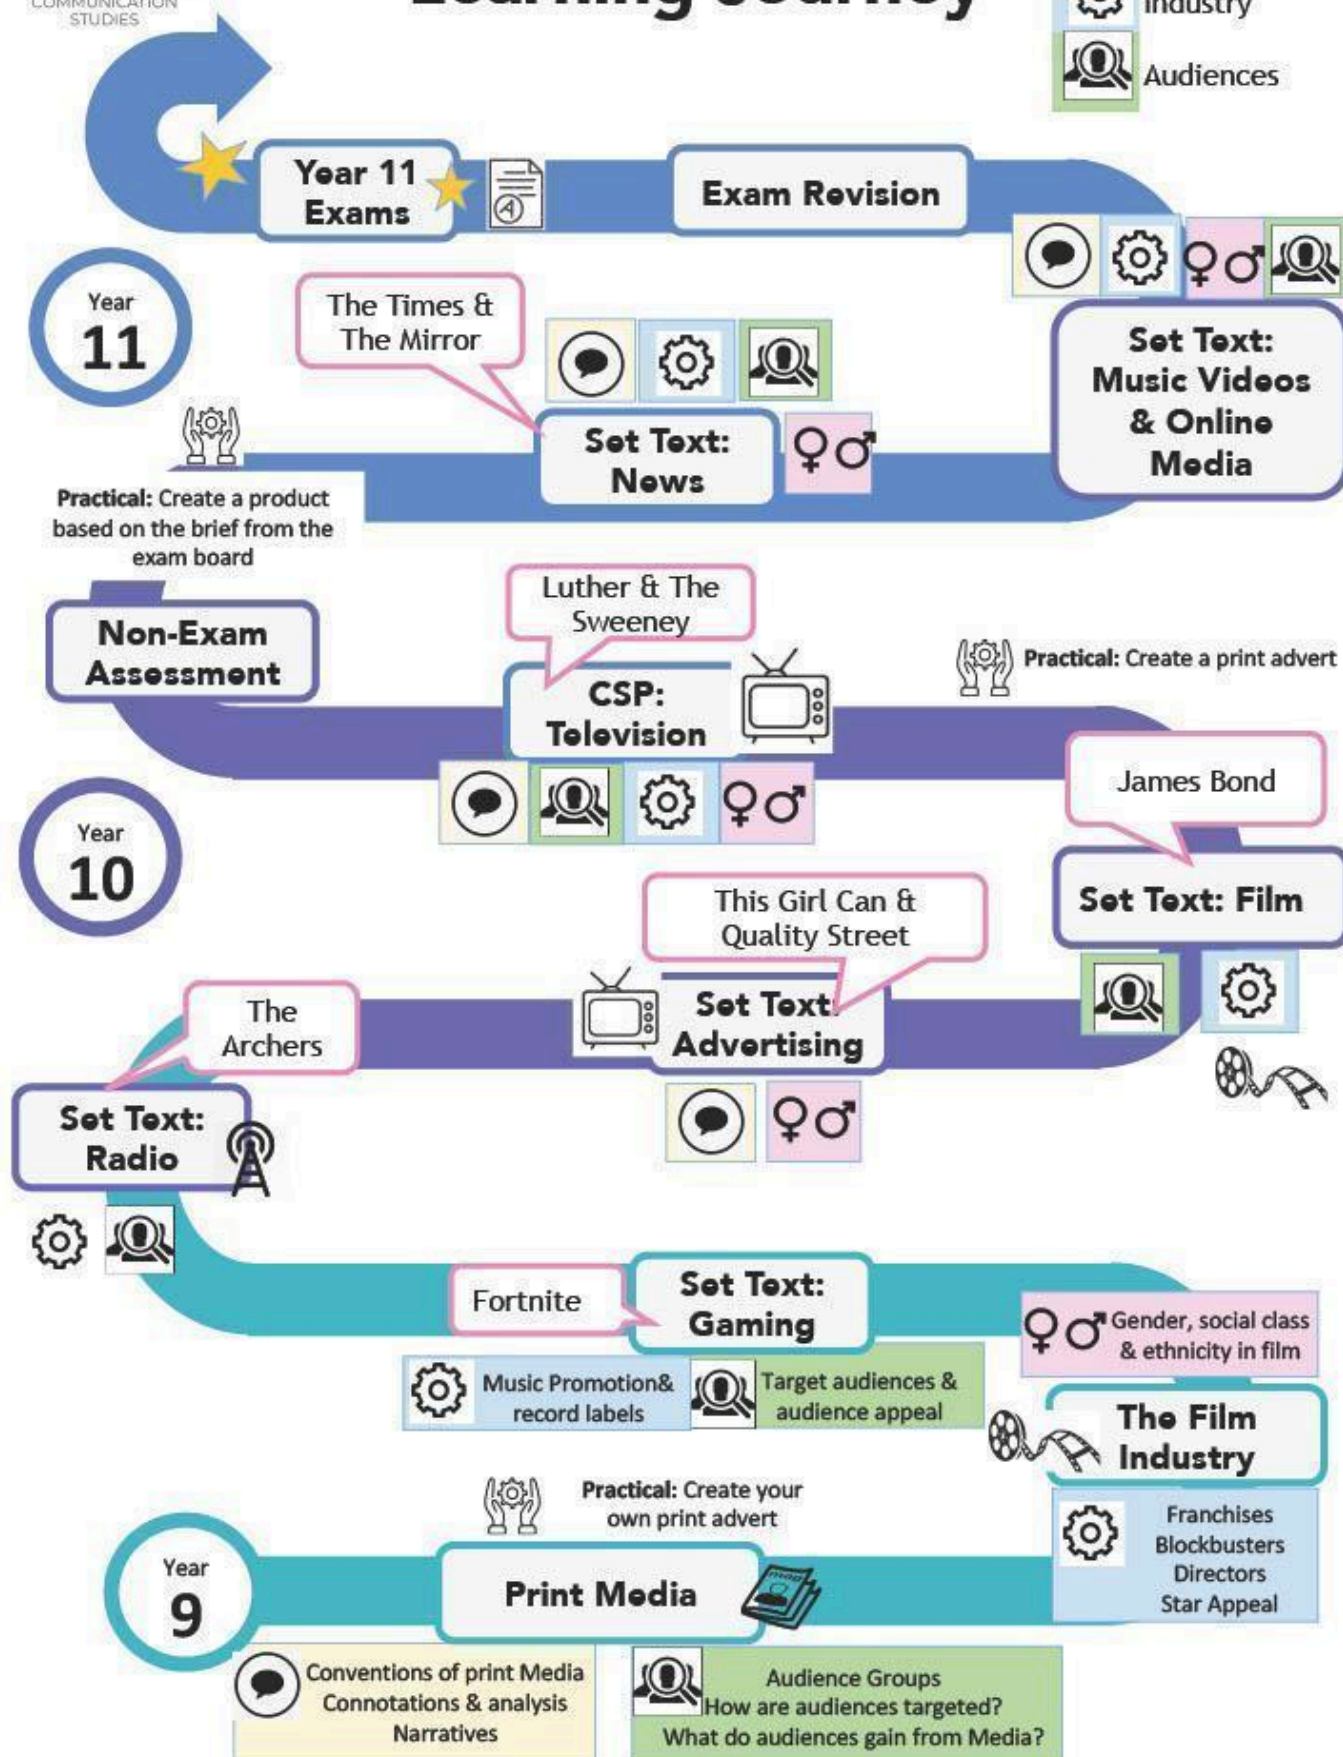 COMMUNICATION
STUDIES
Learning Journey
Industry
Audiences
Year 11
Exams
Exam Revision
Year
11
The Times &
The Mirror
Set Text:
Music Videos
& Online
Media
Set Text:
News
Practical: Create a product
based on the brief from the
exam board
Non-Exam
Assessment
Luther & The
Sweeney
CSP:
Television
Practical: Create a print advert
James Bond
Year
10
Set Text: Film
This Girl Can &
Quality Street
Set Text:
Advertising
The
Archers
Set Text:
Radio
Fortnite
Set Text:
Gaming
Gender, social class
& ethnicity in film
Music Promotion&
record labels
Target audiences &
audience appeal
The Film
Industry
Practical: Create your
own print advert
Franchises
Blockbusters
Directors
Star Appeal
Year
9
Print Media
Conventions of print Media
Connotations & analysis
Narratives
Audience Groups
How are audiences targeted?
What do audiences gain from Media?